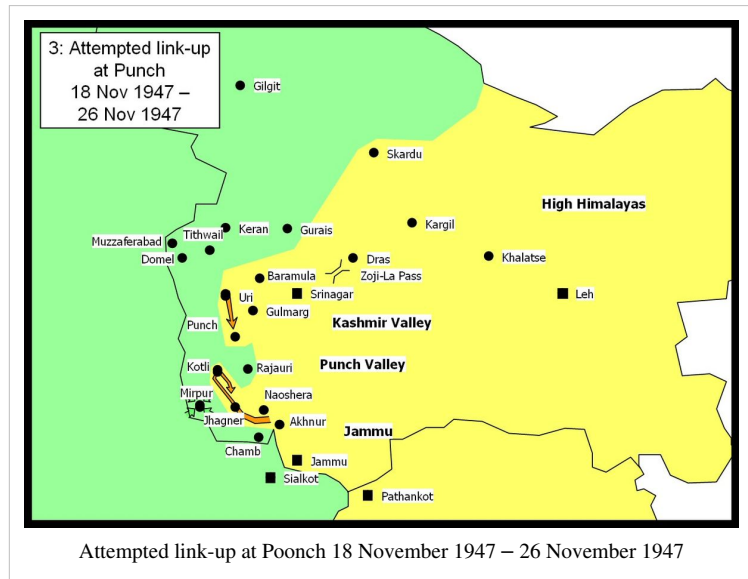 3: Attempted link-up
at Punch
18 Nov 1947 –
26 Nov 1947
Gilgit
Skardu
High Himalayas
Kargil
Keran
Gurais
Tithwail
Muzzaferabad
Domel
Dras
Khalatse
Baramula
Zoji-La Pass
Uri
Srinagar
Leh
Gulmarg
Kashmir Valley
Punch
Punch Valley
Kotli
Rajauri
Mirpur
Naoshera
Jhagner
Akhnur
Jammu
Chamb
Jammu
Sialkot
Pathankot
Attempted link-up at Poonch 18 November 1947 – 26 November 1947